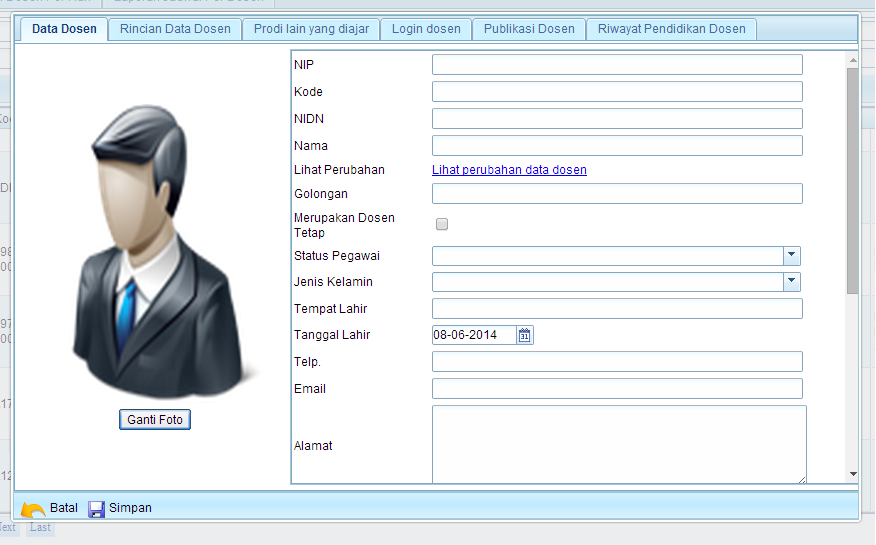 Data Dosen Rincian Data Dosen Prodi lain yang diajar Login dosen Publikasi Dosen Riwayat Pendidikan Dosen
NIP
Kode
NIDN
Nama
Lihat Perubahan Lihat perubahan data dosen
Golongan
Merupakan Dosen
Tetap
Status Pegawai
Jenis Kelamin
Tempat Lahir
Tanggal Lahir 08-06-2014 31
Telp.
Email
Alamat
Ganti Foto
Batal Simpan
Last